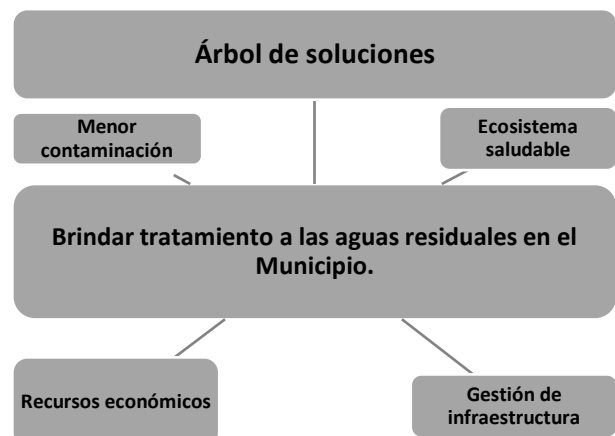 Árbol de soluciones
Menor
contaminación
Ecosistema
saludable
Brindar tratamiento a las aguas residuales en el
Municipio.
Recursos económicos
Gestión de
infraestructura